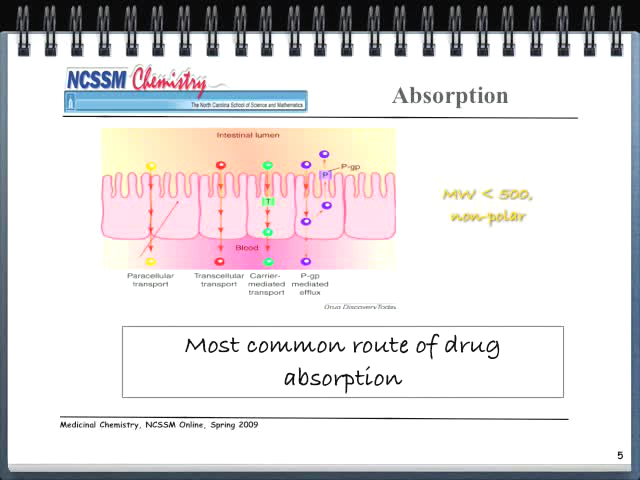 NCSSM Chemistry
The North Carolina School of Science and Mathematics
Absorption
Intestinal lumen
P-gp
P
T
MW < 500,
non-polar
Blood
Paracellular
transport
Transcellular
transport
Carrier-
mediated
transport
P-gp
mediated
efflux
Drug Discovery Today
Most common route of drug
absorption
Medicinal Chemistry, NCSSM Online, Spring 2009
5